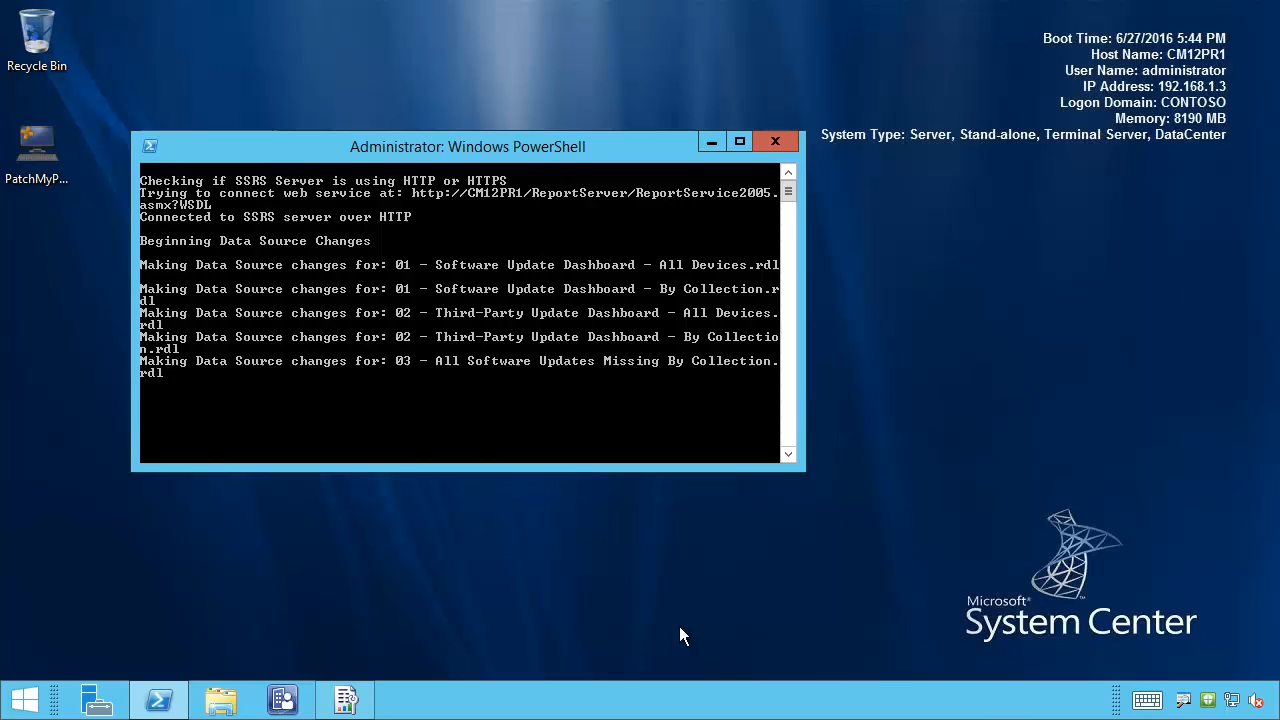 Recycle Bin
PatchMyP...
Boot Time: 6/27/2016 5:44 PM
Host Name: CM12PR1
User Name: administrator
IP Address: 192.168.1.3
Logon Domain: CONTOSO
Memory: 8190 MB
System Type: Server, Stand-alone, Terminal Server, DataCenter
Administrator: Windows PowerShell
Checking if SSRS Server is using HTTP or HTTPS
Trying to connect web service at: http://CM12PR1/ReportServer/ReportService2005.
asmx?WSDL
Connected to SSRS server over HTTP
Beginning Data Source Changes
Making Data Source changes for: 01 - Software Update Dashboard - All Devices.rdl
Making Data Source changes for: 01 - Software Update Dashboard - By Collection.r
dl
Making Data Source changes for: 02 - Third-Party Update Dashboard - All Devices.
rdl
Making Data Source changes for: 02 - Third-Party Update Dashboard - By Collectio
n.rdl
Making Data Source changes for: 03 - All Software Updates Missing By Collection.
rdl
Microsoft®
System Center™